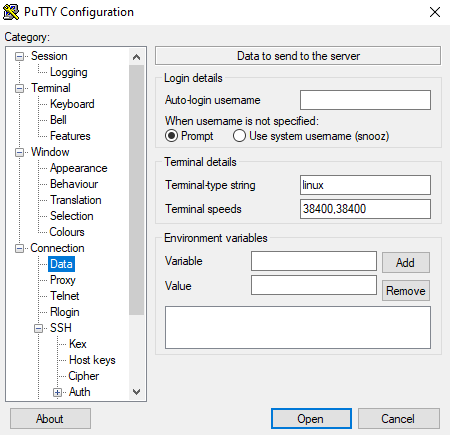 PuTTY Configuration
Category:
Session
Logging
Terminal
Keyboard
Bell
Features
Window
Appearance
Behaviour
Translation
Selection
Colours
Connection
Data
Proxy
Telnet
Rlogin
SSH
Kex
Host keys
Cipher
Auth
Data to send to the server
Login details
Auto-login username
When username is not specified:
Prompt Use system username (snooz)
Terminal details
Terminal-type string linux
Terminal speeds 38400,38400
Environment variables
Variable Add
Value Remove
About Open Cancel